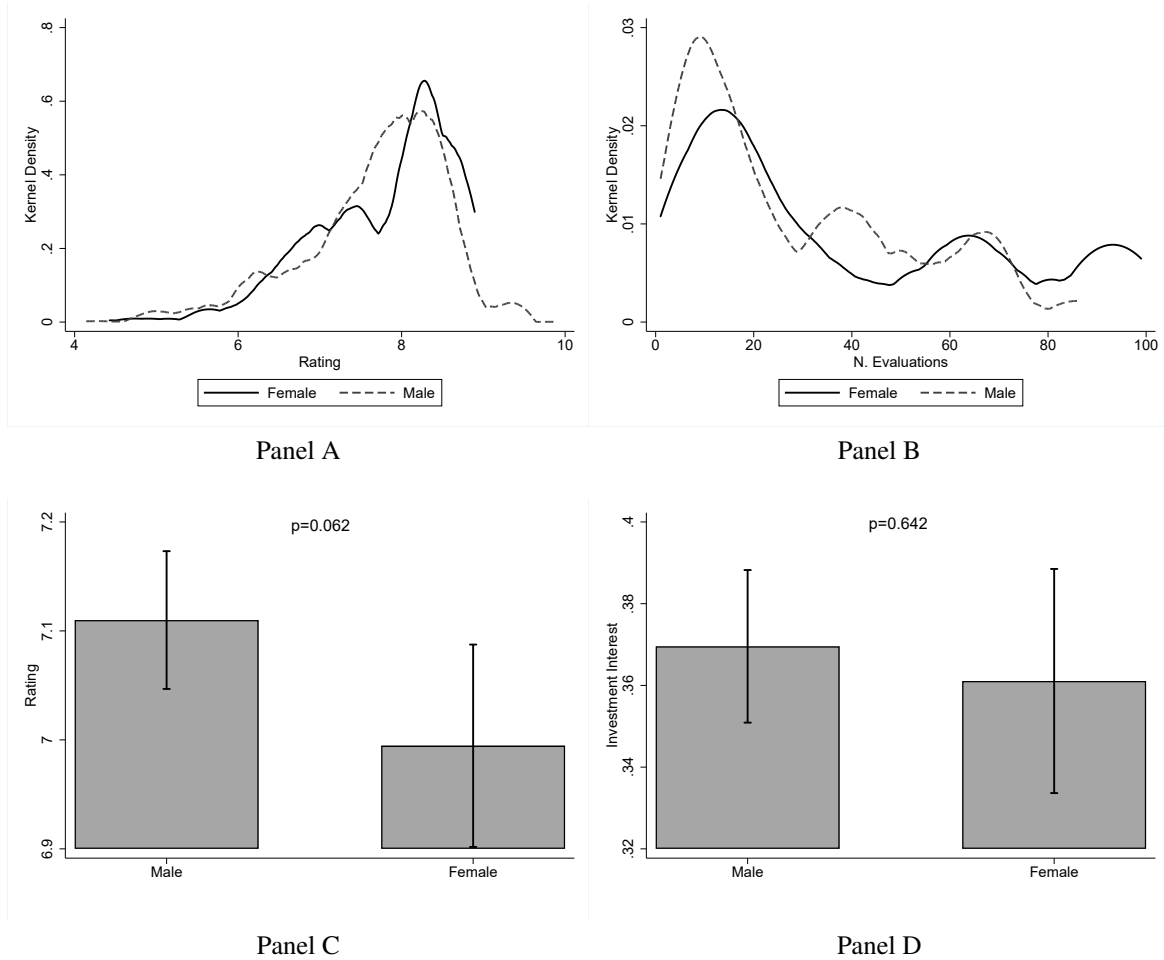 Kernel Density
.8
.6
.4
.2
0
4 6 8 10
Rating
Female Male
Panel A
Kernel Density
.03
.02
.01
0
0 20 40 60 80 100
N. Evaluations
Female Male
Panel B
p=0.062
Rating
7.2
7.1
7
6.9
Male Female
Panel C
p=0.642
Investment Interest
.4
.38
.36
.34
.32
Male Female
Panel D